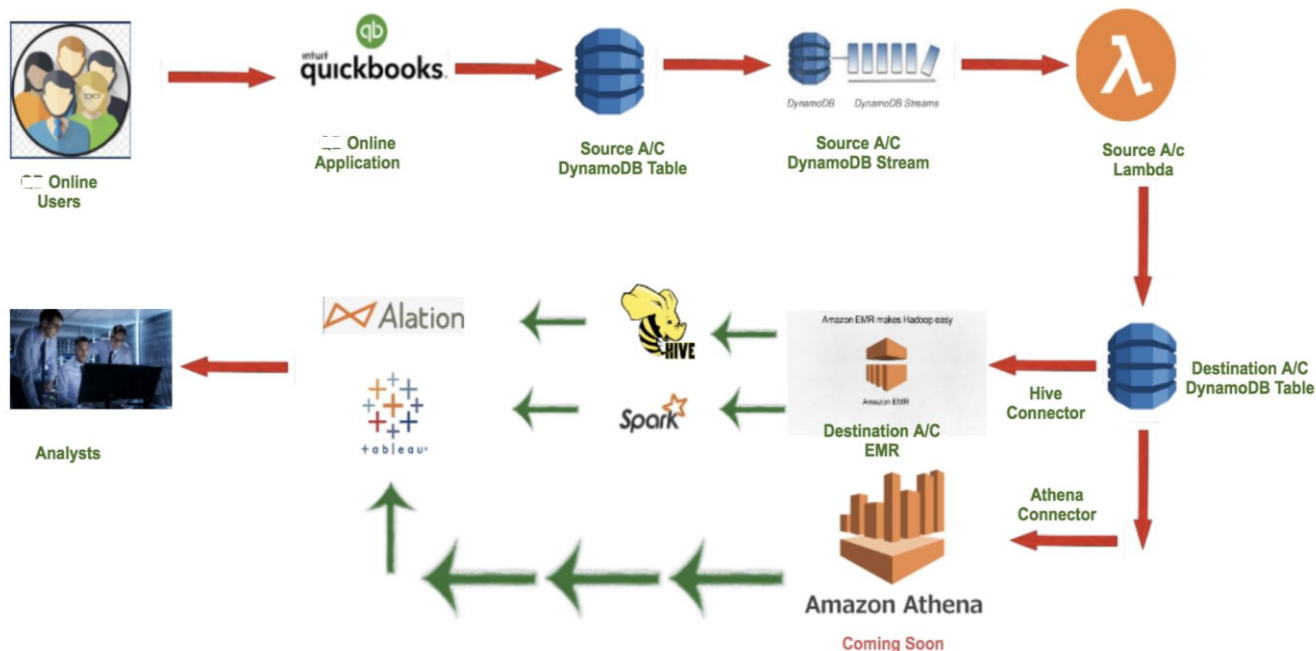 qb
intuit
quickbooks.
Online
Users
Online
Application
Source A/C
DynamoDB Table
DynamoDB
DynamoDB Streams
Source A/C
DynamoDB Stream
λ
Source A/c
Lambda
Analysts
Alation
+ableau
HIVE
Spark
Amazon EMR makes Hadoop easy
Amazon EMR
Destination A/C
EMR
Hive
Connector
Destination A/C
DynamoDB Table
Athena
Connector
Amazon Athena
Coming Soon